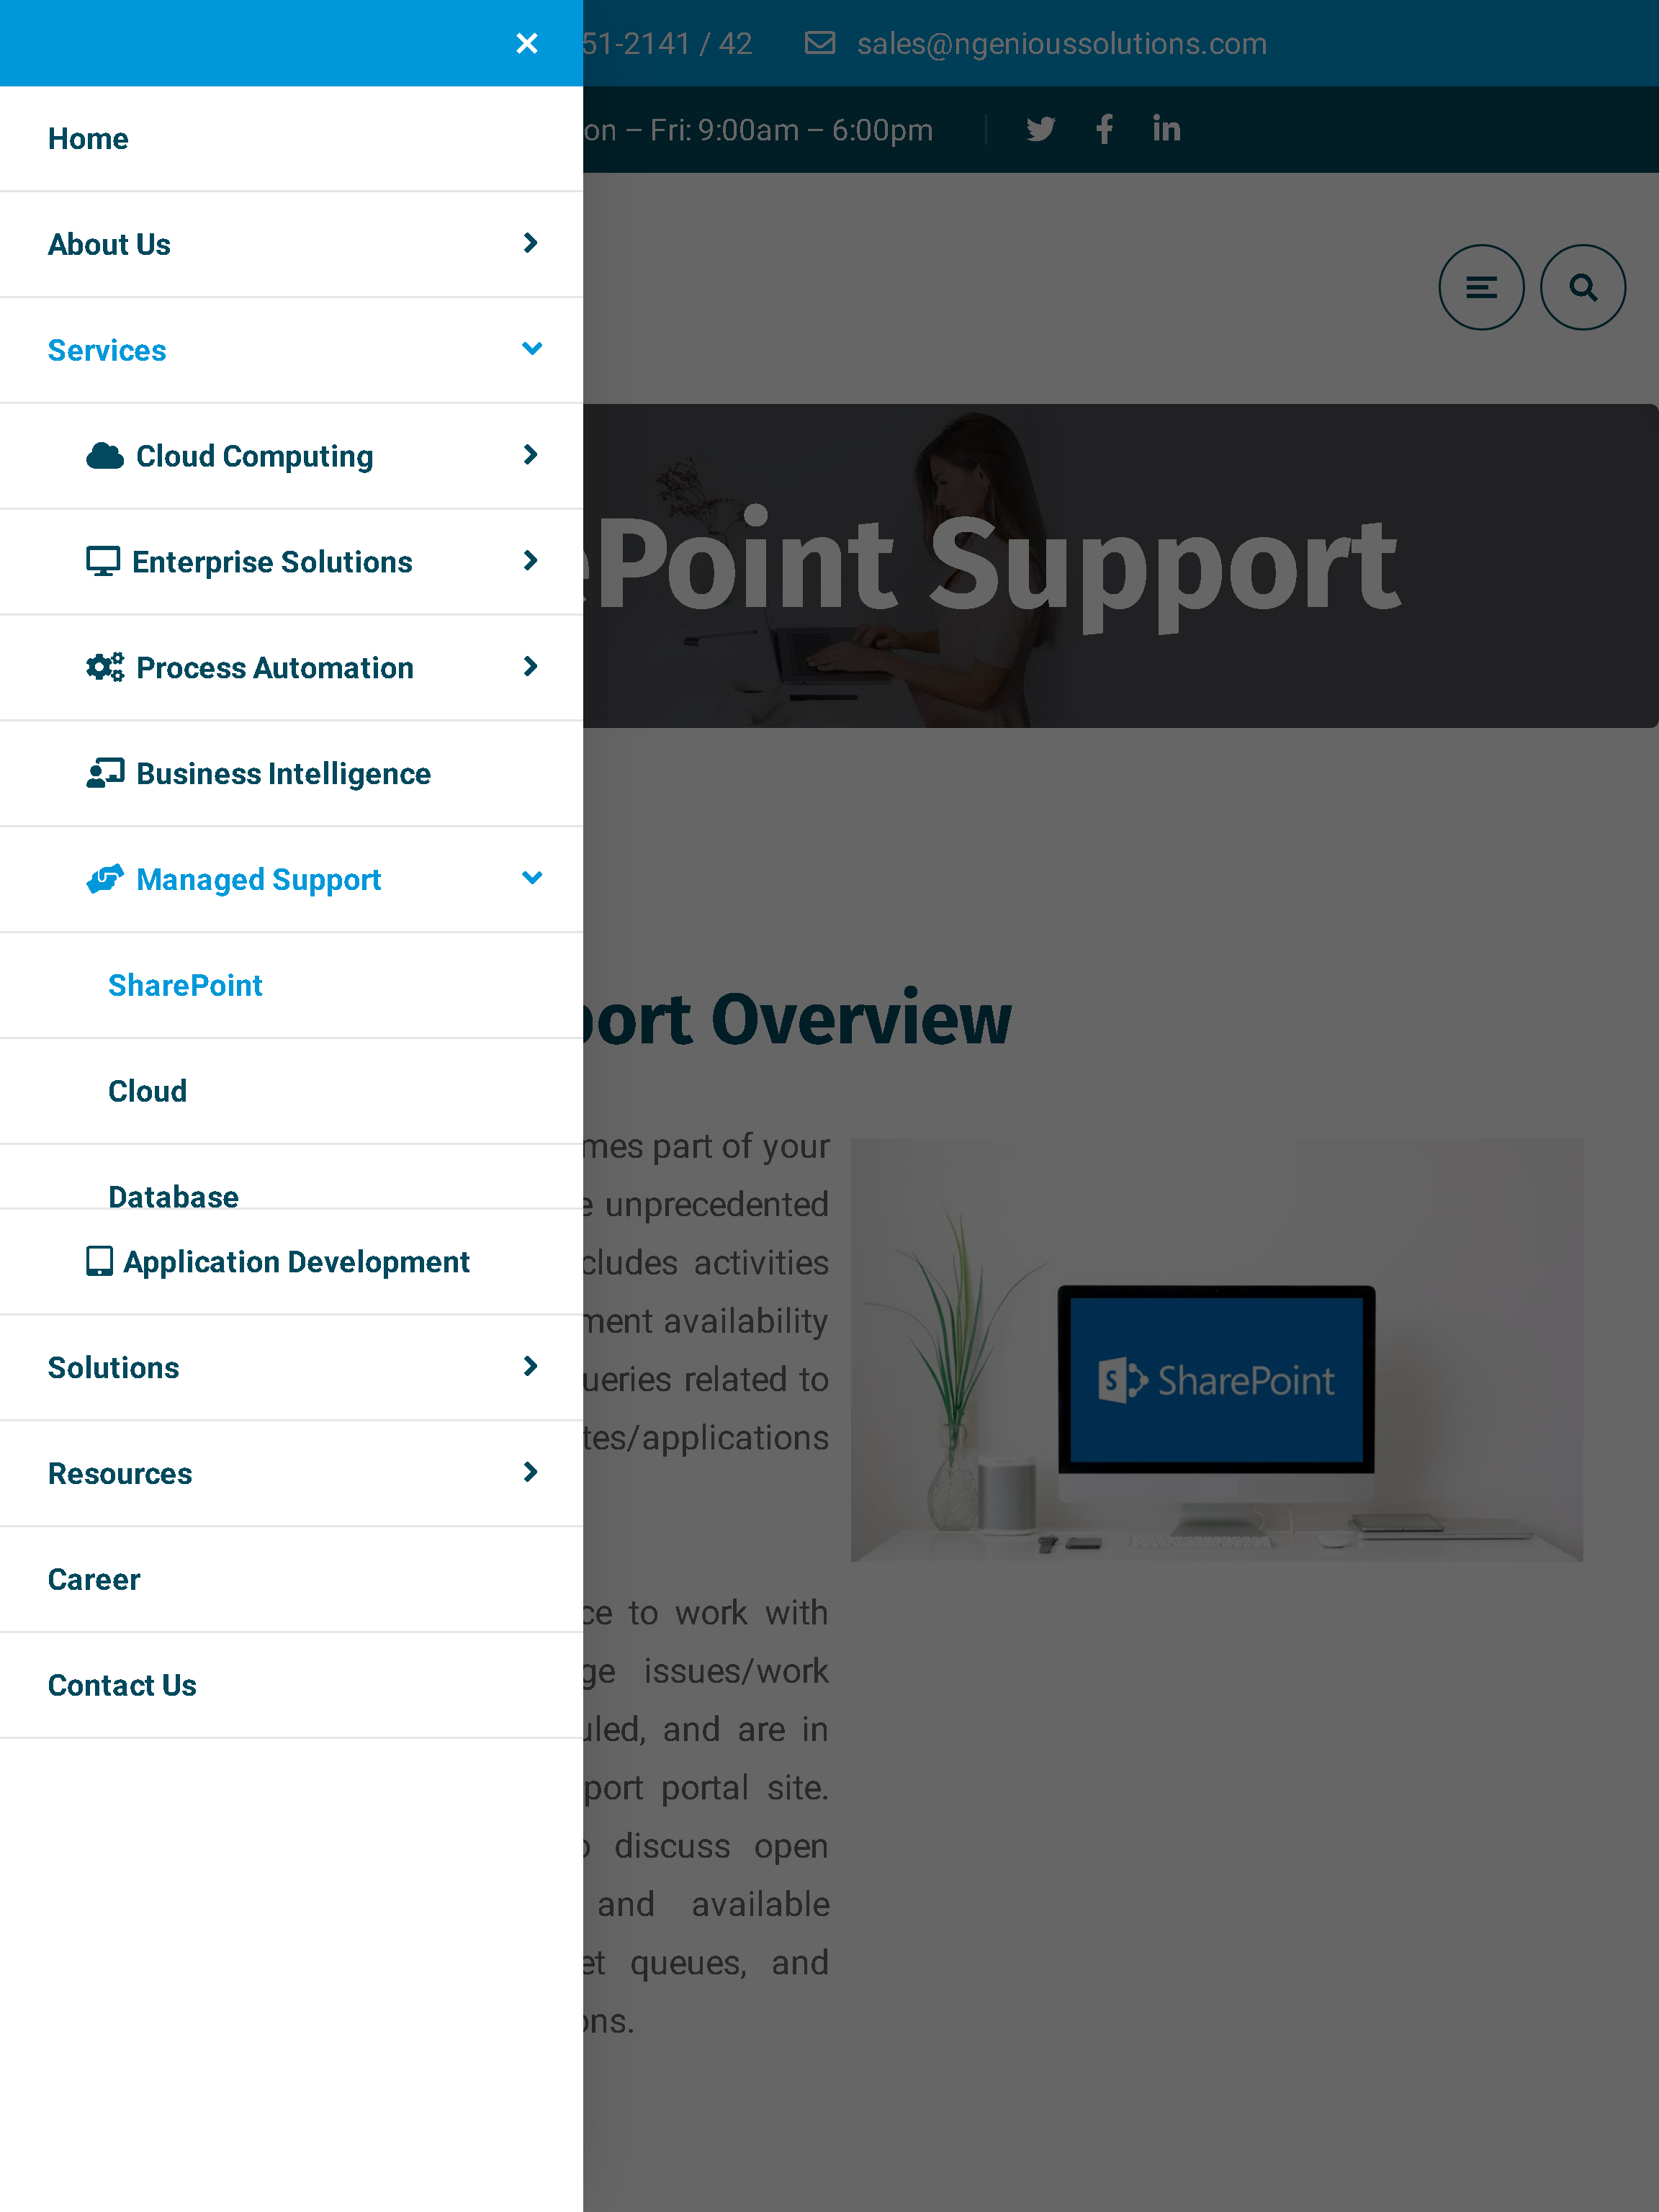 51-2141 / 42
sales@ngenioussolutions.com
on – Fri: 9:00am – 6:00pm
Home
About Us
Services
Cloud Computing
Enterprise Solutions
Process Automation
Business Intelligence
Managed Support
SharePoint
Cloud
Database
Application Development
Solutions
Resources
Career
Contact Us
ePoint Support
port Overview
mes part of your
e unprecedented
cludes activities
ment availability
ueries related to
tes/applications
SharePoint
ce to work with
ge issues/work
uled, and are in
port portal site.
o discuss open
and available
et queues, and
ons.